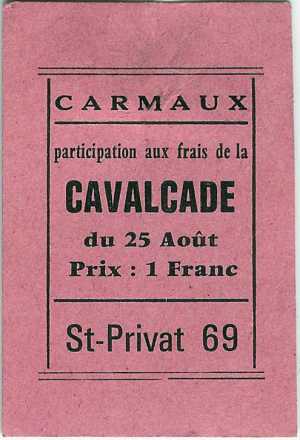 CARMAUX
participation aux frais de la
CAVALCADE
du 25 Août
Prix : 1 Franc
St-Privat 69